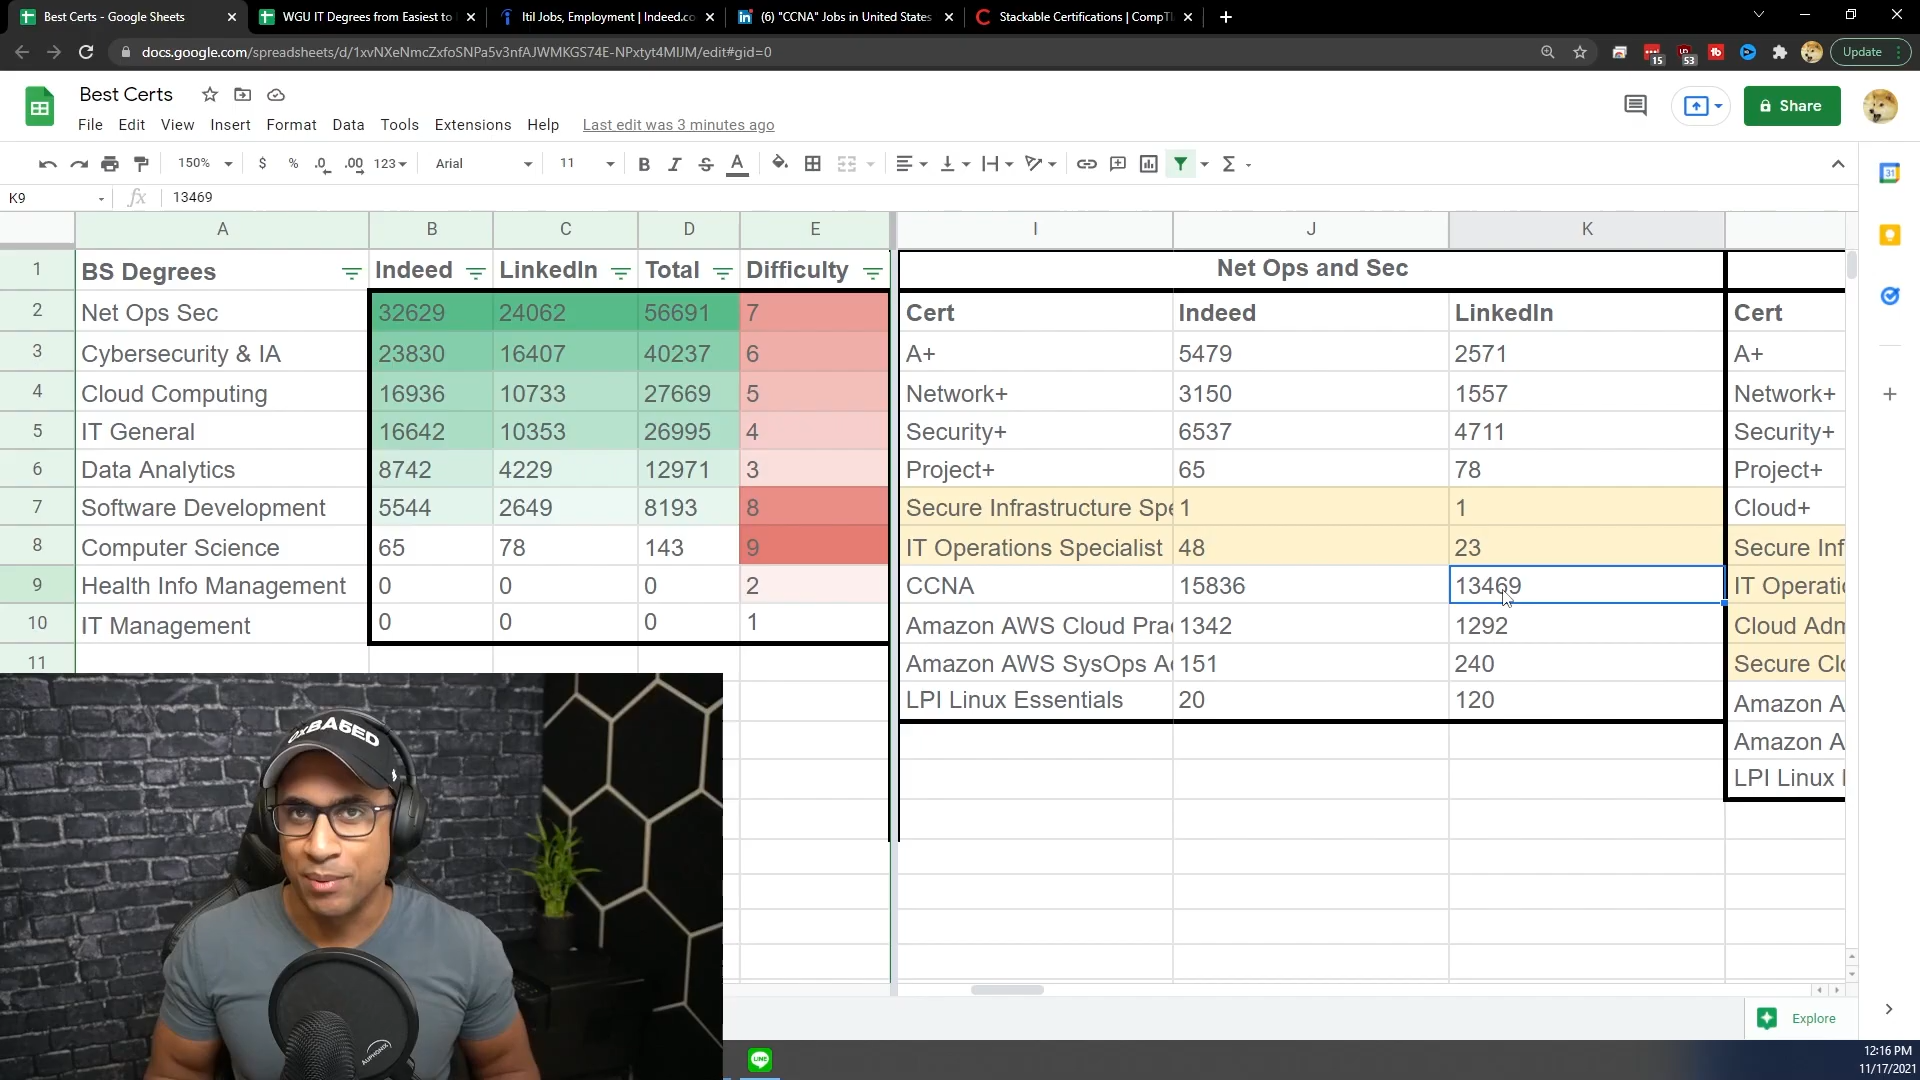 Best Certs - Google Sheets
WGU IT Degrees from Easiest to
Itil Jobs, Employment | Indeed.co
(6) "CCNA" Jobs in United States
Stackable Certifications | CompTI
docs.google.com/spreadsheets/d/1xvNXeNmcZxfoSNPa5v3nfAJWMKGS74E-NPxtyt4MlJM/edit#gid=0
15
53
Update
Best Certs
File Edit View Insert Format Data Tools Extensions Help Last edit was 3 minutes ago
Share
150% $ % .0 .00 123 Arial 11 B I S A Σ
31
K9 fx 13469
A B C D E I J K
1 BS Degrees Indeed LinkedIn Total Difficulty Net Ops and Sec
2 Net Ops Sec 32629 24062 56691 7 Cert Indeed LinkedIn Cert
3 Cybersecurity & IA 23830 16407 40237 6 A+ 5479 2571 A+
4 Cloud Computing 16936 10733 27669 5 Network+ 3150 1557 Network+
5 IT General 16642 10353 26995 4 Security+ 6537 4711 Security+
6 Data Analytics 8742 4229 12971 3 Project+ 65 78 Project+
7 Software Development 5544 2649 8193 8 Secure Infrastructure Spe 1 1 Cloud+
8 Computer Science 65 78 143 9 IT Operations Specialist 48 23 Secure Inf
9 Health Info Management 0 0 0 2 CCNA 15836 13469 IT Operati
10 IT Management 0 0 0 1 Amazon AWS Cloud Pra 1342 1292 Cloud Adm
11 Amazon AWS SysOps A 151 240 Secure Clo
LPI Linux Essentials 20 120 Amazon A
Amazon A
LPI Linux
0xBA5ED
AUPHONIX
Explore
LINE
12:16 PM
11/17/2021